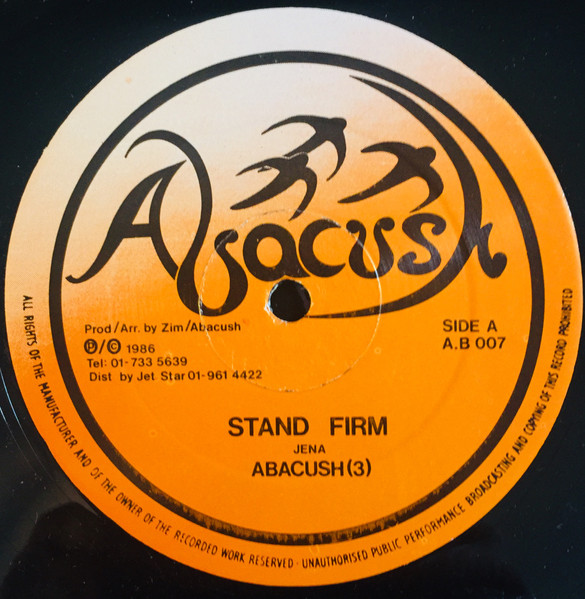 Abacush
Prod/Arr. by Zim/Abacush
Ⓟ/© 1986
Tel: 01-733 5639
Dist by Jet Star 01-961 4422
SIDE A
A.B 007
STAND FIRM
JENA
ABACUSH(3)
ALL RIGHTS OF THE MANUFACTURER AND OF THE OWNER OF THE RECORDED WORK RESERVED · UNAUTHORISED PUBLIC PERFORMANCE BROADCASTING AND COPYING OF THIS RECORD PROHIBITED